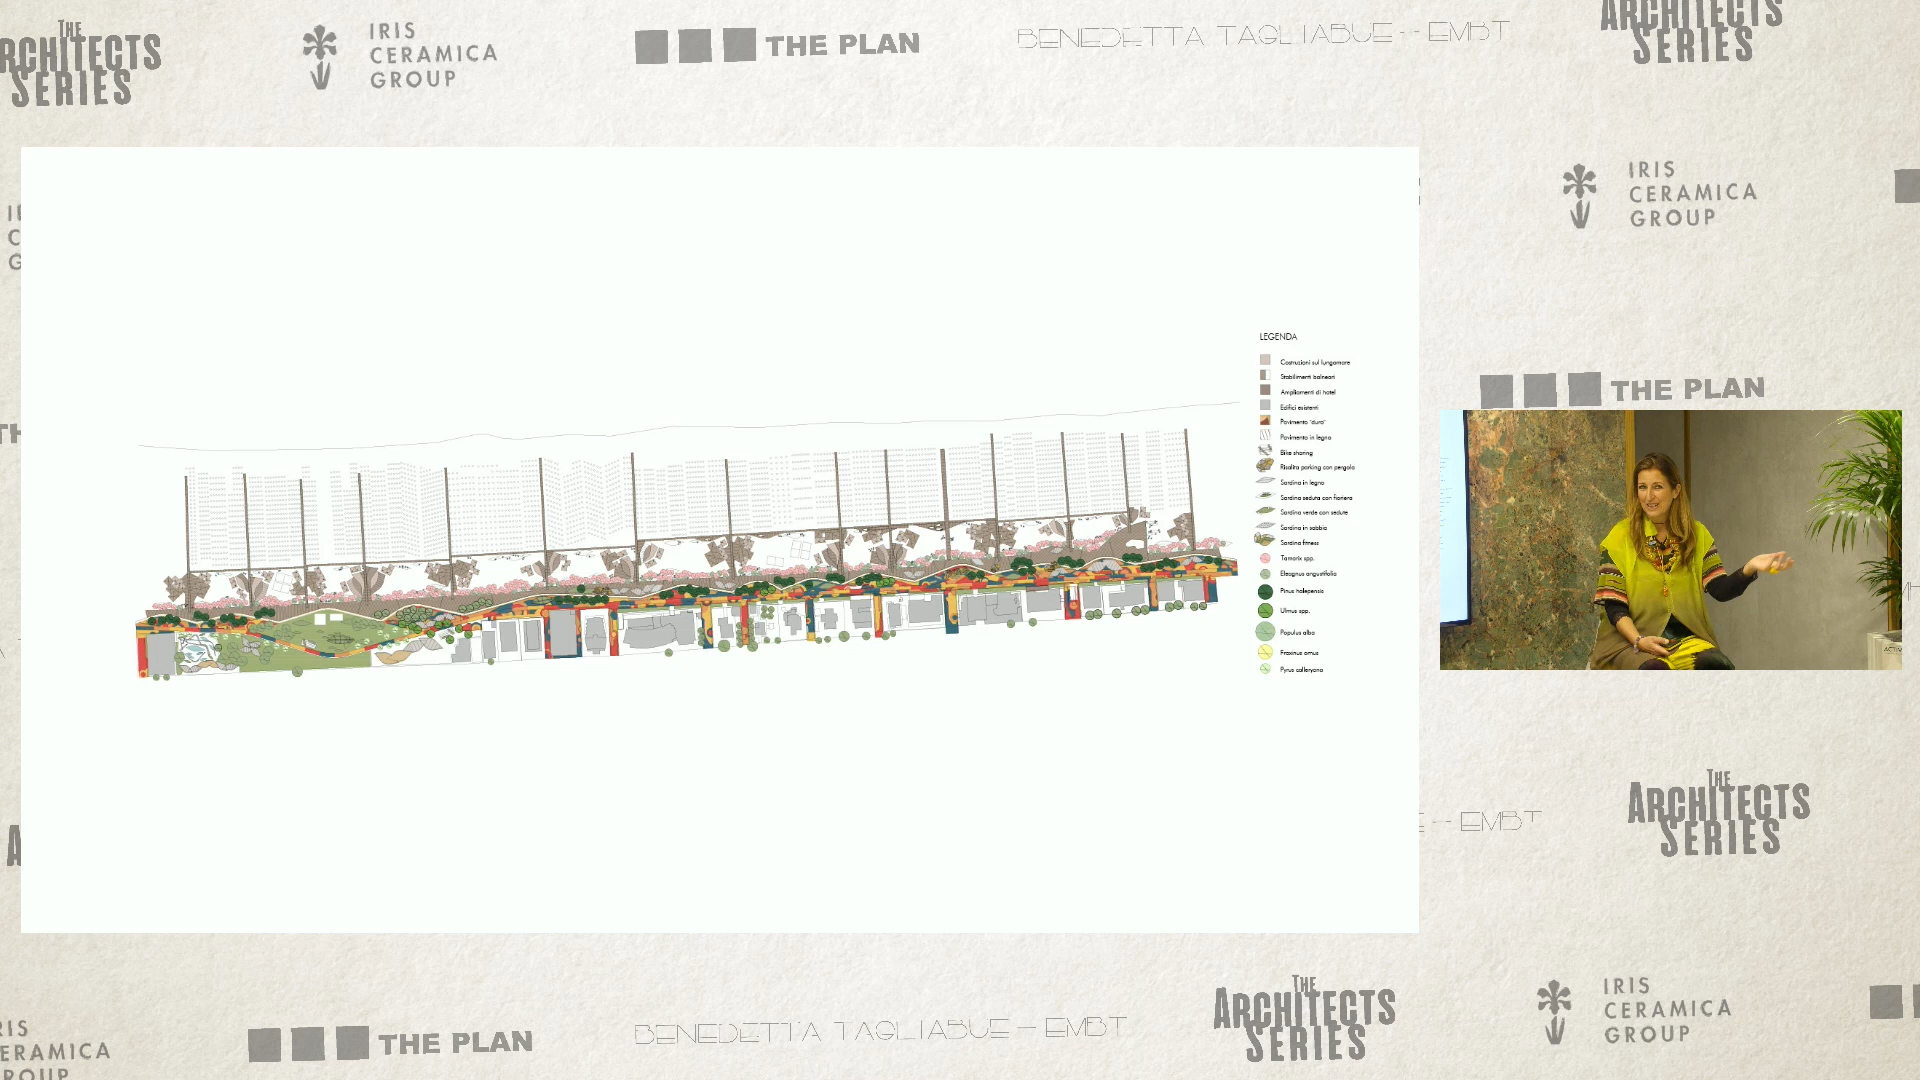 THE
ARCHITECTS
SERIES
IRIS
CERAMICA
GROUP
THE PLAN
BENEDETTA TAGLIABUE -- EMBT
THE
ARCHITECTS
SERIES
IRIS
CERAMICA
GROUP
THE PLAN
LEGENDA
Costruzioni sul lungomare
Stabilimenti balneari
Ampliamenti di hotel
Edifici esistenti
Pavimento "duro"
Pavimento in legno
Bike sharing
Risalita parking con pergola
Sardina in legno
Sardina seduta con fioriera
Sardina verde con sedute
Sardina in sabbia
Sardina fitness
Tamarix spp.
Eleagnus angustifolia
Pinus halepensis
Ulmus spp.
Populus alba
Fraxinus ornus
Pyrus calleryana
E -- EMBT
THE
ARCHITECTS
SERIES
RIS
ERAMICA
ROUP
THE PLAN
BENEDETTA TAGLIABUE -- EMBT
THE
ARCHITECTS
SERIES
IRIS
CERAMICA
GROUP